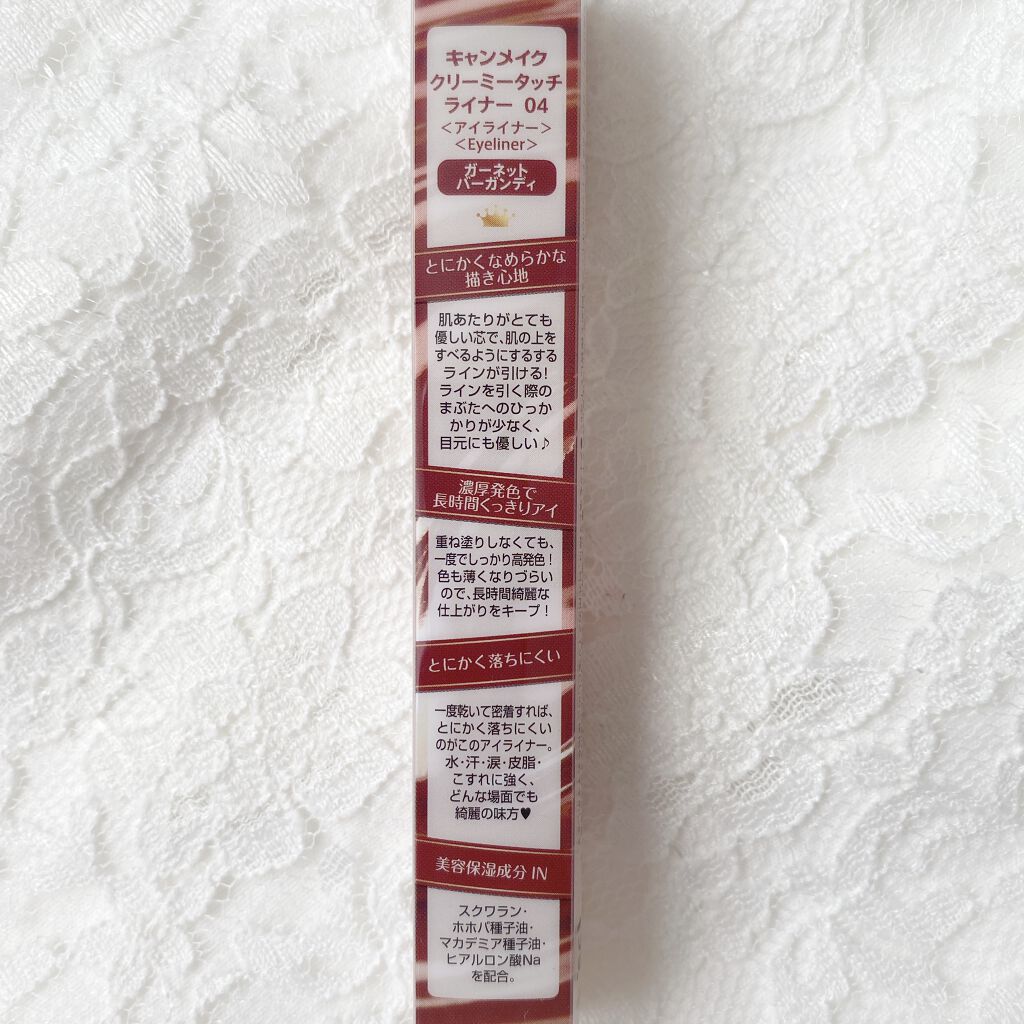 キャンメイク
クリーミータッチ
ライナー 04
＜アイライナー＞
＜Eyeliner＞
ガーネット
バーガンディ
とにかくなめらかな
描き心地
肌あたりがとても
優しい芯で、肌の上を
すべるようにするする
ラインが引ける!
ラインを引く際の
まぶたへのひっか
かりが少なく、
目元にも優しい♪
濃厚発色で
長時間くっきりアイ
重ね塗りしなくても、
一度でしっかり高発色!
色も薄くなりづらい
ので、長時間綺麗な
仕上がりをキープ!
とにかく落ちにくい
一度乾いて密着すれば、
とにかく落ちにくい
のがこのアイライナー。
水・汗・涙・皮脂・
こすれに強く、
どんな場面でも
綺麗の味方♥
美容保湿成分 IN
スクワラン・
ホホバ種子油・
マカデミア種子油・
ヒアルロン酸Na
を配合。